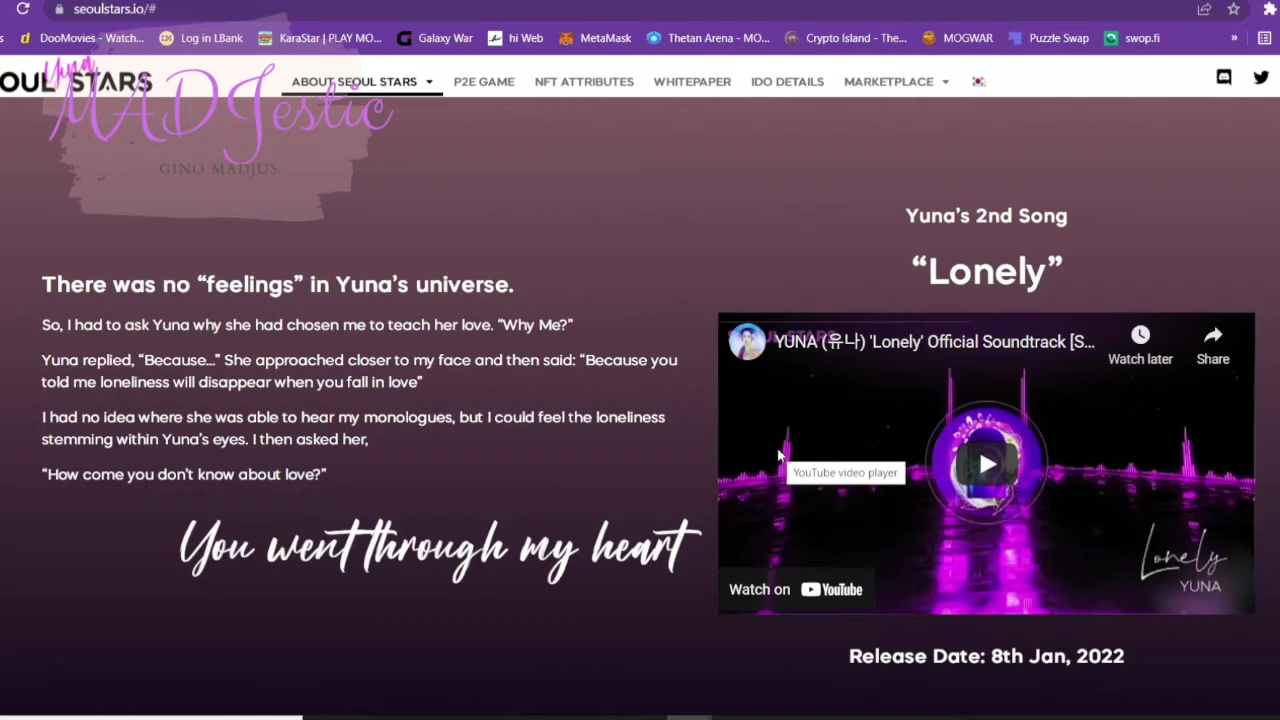 seoulstars.io/#
DooMovies - Watch... Log in LBank KaraStar | PLAY MO... Galaxy War hi Web MetaMask Thetan Arena - MO... Crypto Island - The... MOGWAR Puzzle Swap swop.fi »
OUL STARS ABOUT SEOUL STARS P2E GAME NFT ATTRIBUTES WHITEPAPER IDO DETAILS MARKETPLACE
Yuna
MADJestic
GINO MADJUS
Yuna's 2nd Song
“Lonely”
There was no “feelings” in Yuna's universe.
So, I had to ask Yuna why she had chosen me to teach her love. “Why Me?”
Yuna replied, “Because...” She approached closer to my face and then said: “Because you
told me loneliness will disappear when you fall in love”
I had no idea where she was able to hear my monologues, but I could feel the loneliness
stemming within Yuna's eyes. I then asked her,
“How come you don't know about love?”
You went through my heart
YUNA (유나) 'Lonely' Official Soundtrack [S...
Watch later Share
YouTube video player
Lonely
YUNA
Watch on YouTube
Release Date: 8th Jan, 2022